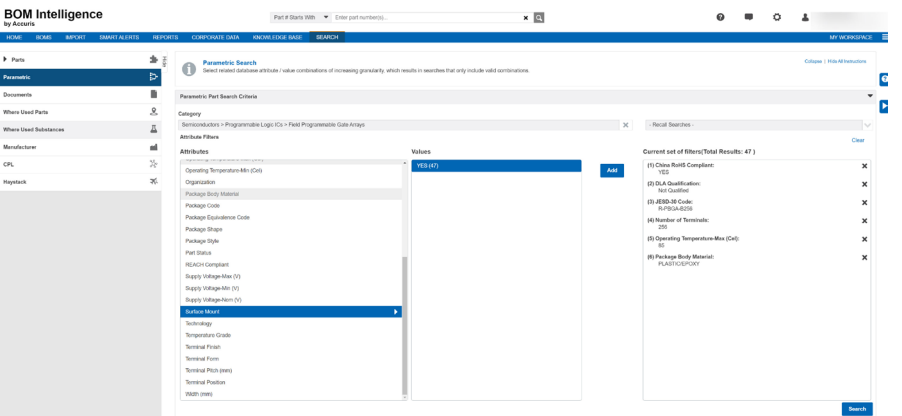 BOM Intelligence
by Accuris
Part # Starts With
Enter part number(s)...
HOME BOMS IMPORT SMART ALERTS REPORTS CORPORATE DATA KNOWLEDGE BASE SEARCH MY WORKSPACE
Parts
Parametric
Documents
Where Used Parts
Where Used Substances
Manufacturer
CPL
Haystack
Hide
Parametric Search
Select related database attribute / value combinations of increasing granularity, which results in searches that only include valid combinations.
Collapse | Hide All Instructions
Parametric Part Search Criteria
Category
Semiconductors > Programmable Logic ICs > Field Programmable Gate Arrays
- Recall Searches -
Attribute Filters
Clear
Attributes
Operating Temperature-Min (Cel)
Organization
Package Body Material
Package Code
Package Equivalence Code
Package Shape
Package Style
Part Status
REACH Compliant
Supply Voltage-Max (V)
Supply Voltage-Min (V)
Supply Voltage-Nom (V)
Surface Mount
Technology
Temperature Grade
Terminal Finish
Terminal Form
Terminal Pitch (mm)
Terminal Position
Width (mm)
Values
YES (47)
Add
Current set of filters(Total Results: 47 )
(1) China RoHS Compliant:
YES
(2) DLA Qualification:
Not Qualified
(3) JESD-30 Code:
R-PBGA-B256
(4) Number of Terminals:
256
(5) Operating Temperature-Max (Cel):
85
(6) Package Body Material:
PLASTIC/EPOXY
Search